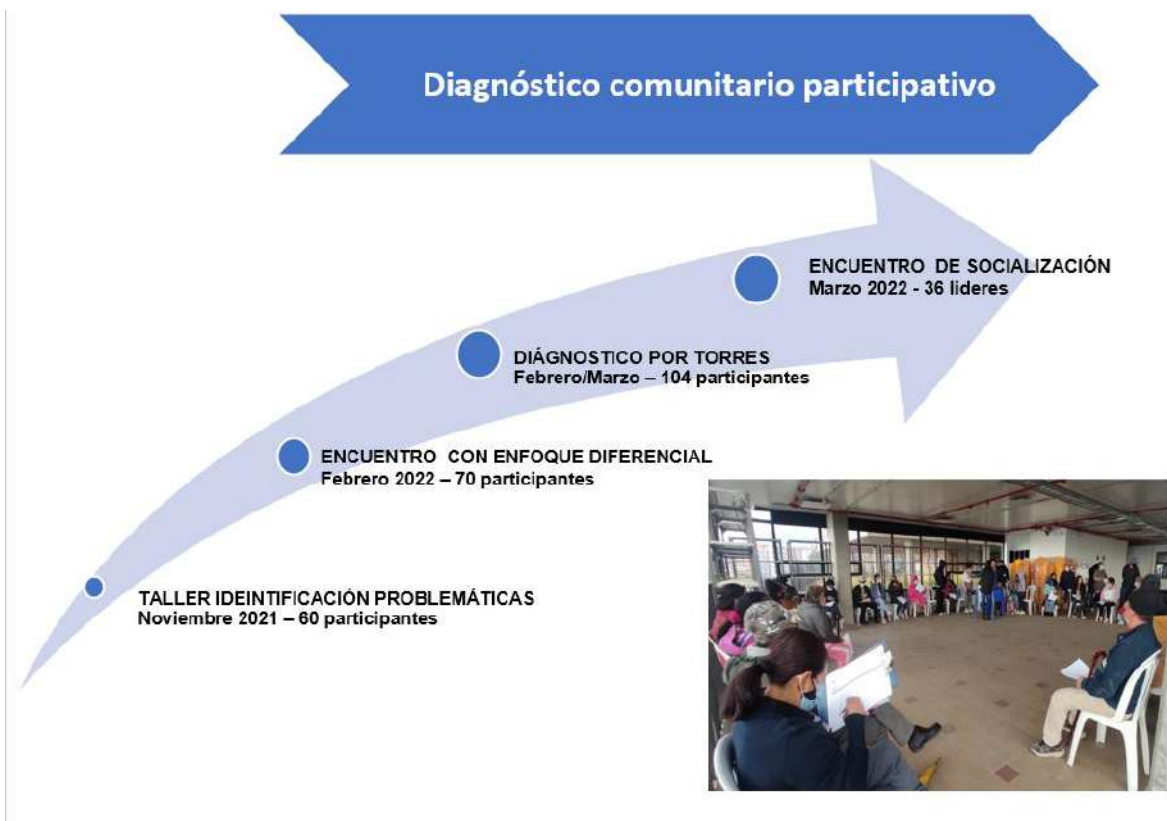 Diagnóstico comunitario participativo
ENCUENTRO DE SOCIALIZACIÓN
Marzo 2022 - 36 lideres
DIÁGNOSTICO POR TORRES
Febrero/Marzo – 104 participantes
ENCUENTRO CON ENFOQUE DIFERENCIAL
Febrero 2022 – 70 participantes
TALLER IDEINTIFICACIÓN PROBLEMÁTICAS
Noviembre 2021 – 60 participantes